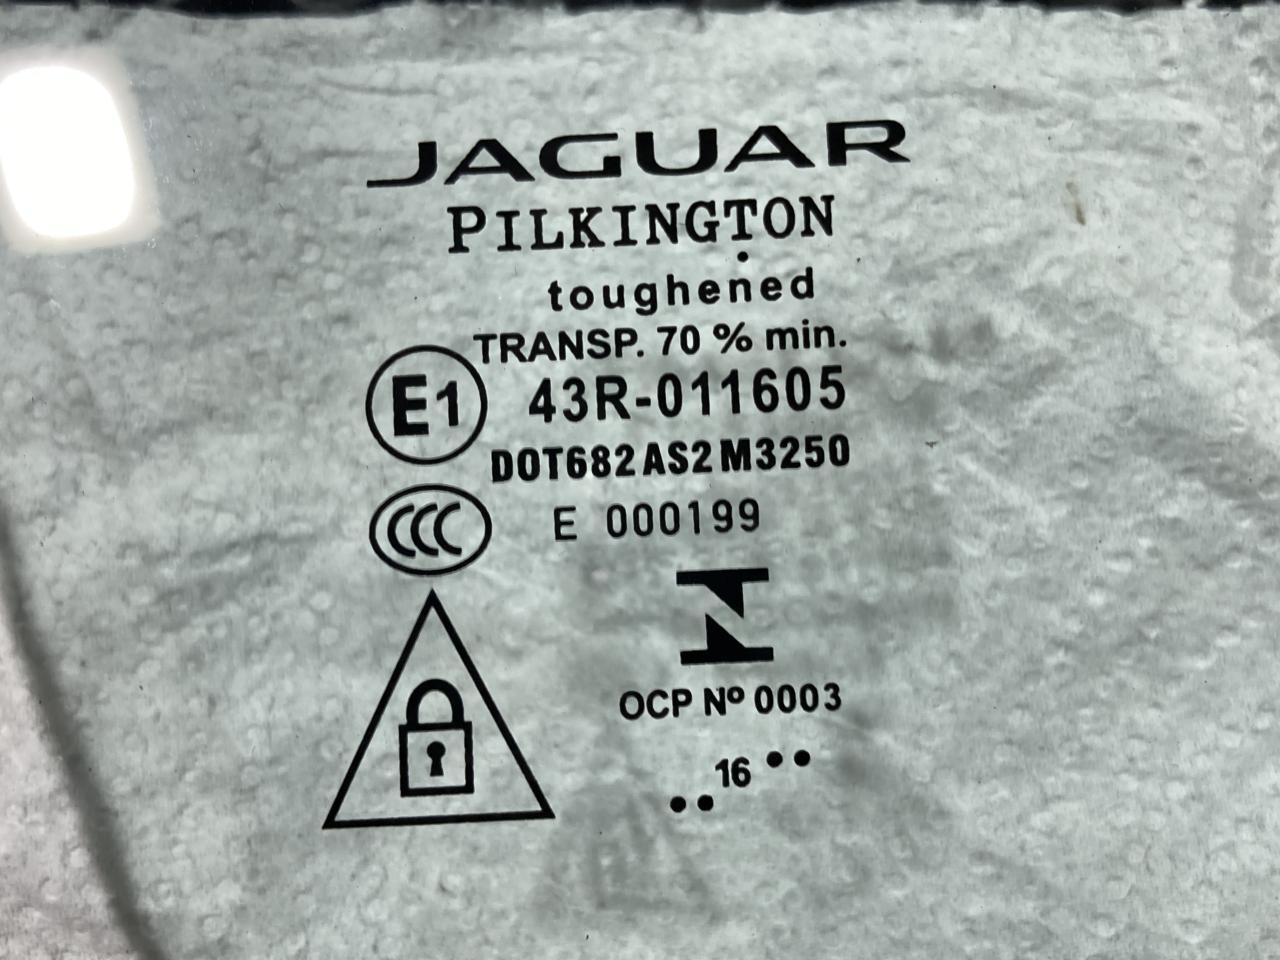 JAGUAR
PILKINGTON
toughened
TRANSP. 70 % min.
E1 43R-011605
DOT682 AS2 M3250
CCC E 000199
OCP Nº 0003
..16..